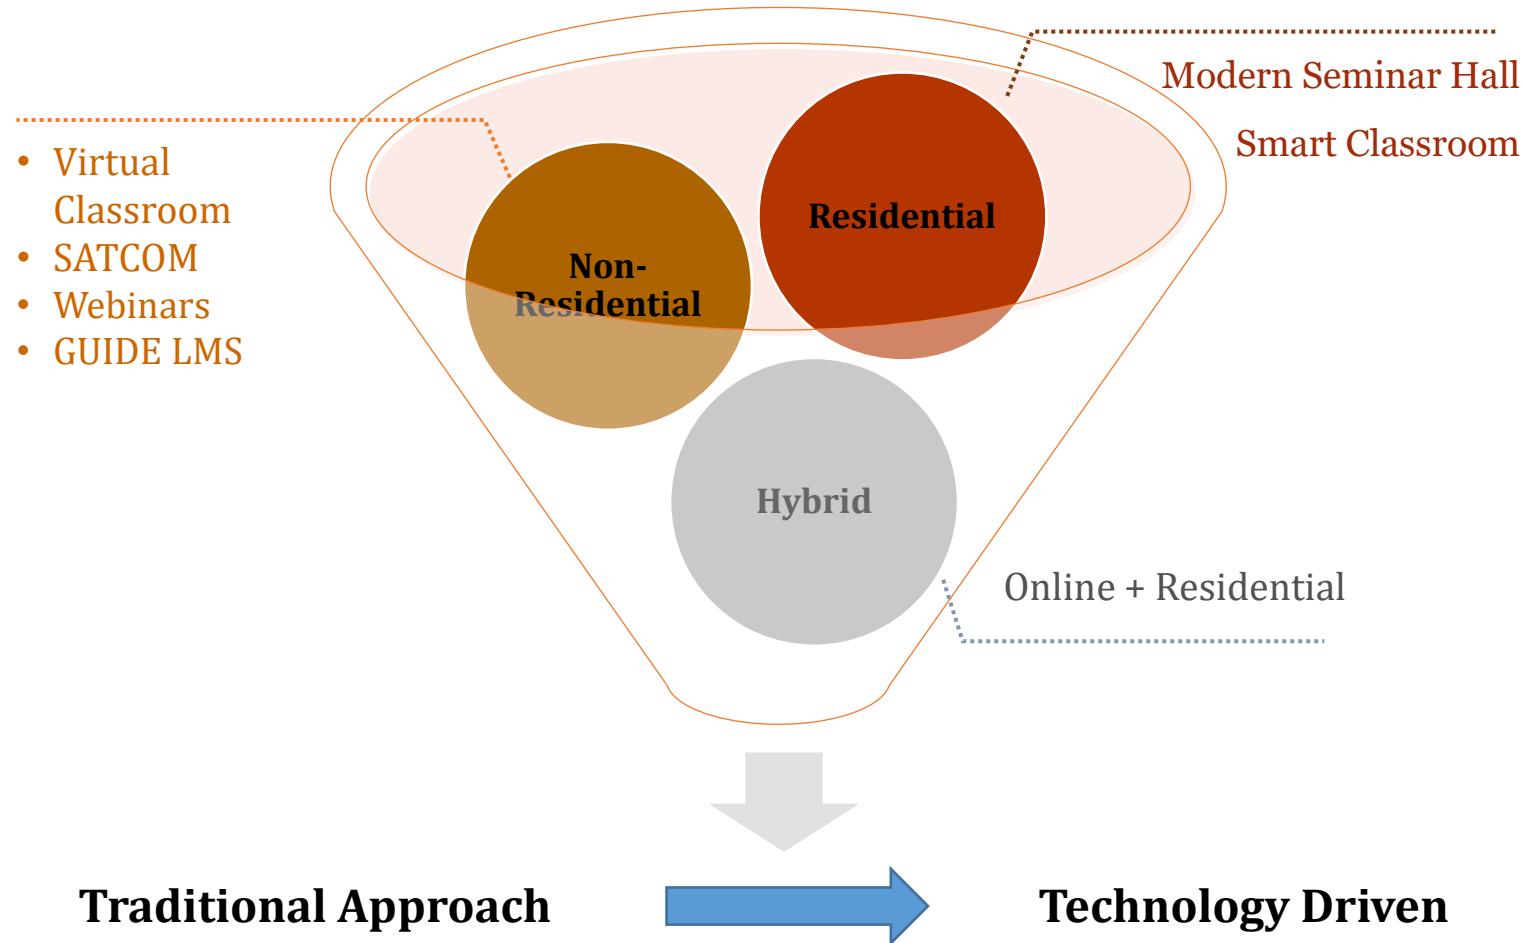 Modern Seminar Hall
Smart Classroom
• Virtual
Classroom
• SATCOM
• Webinars
• GUIDE LMS
Residential
Non-
Residential
Hybrid
Online + Residential
Traditional Approach
Technology Driven